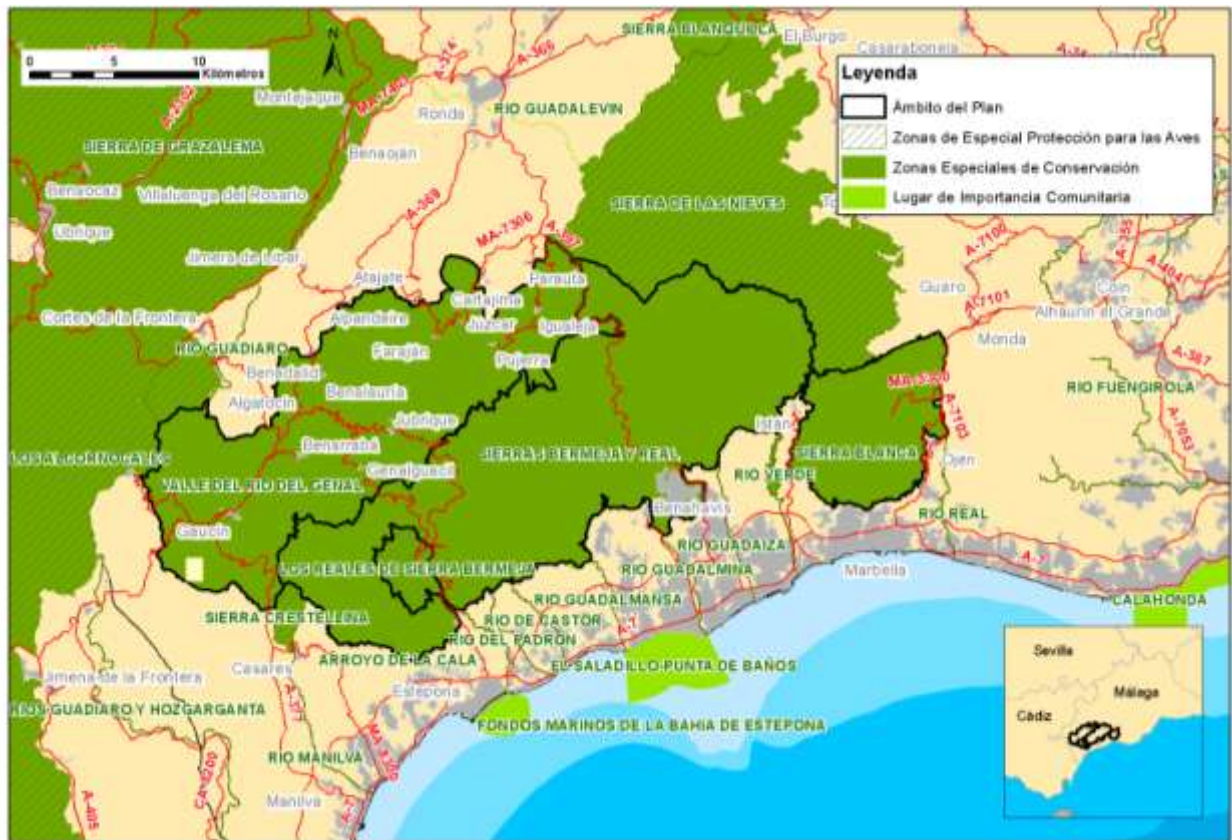 SIERRA BLANQUILLA
El Burgo
Casarabonela
0 5 10
Kilómetros
N
A-374
A-366
Leyenda
Ámbito del Plan
Zonas de Especial Protección para las Aves
Zonas Especiales de Conservación
Lugar de Importancia Comunitaria
Montejaque
Ronda
RIO GUADALEVIN
SIERRA DE GRAZALEMA
Benaoján
Benaocaz
Villaluenga del Rosario
A-369
SIERRA DE LAS NIEVES
Ubrique
MA-7306
A-397
A-7100
A-355
Jimera de Líbar
Atajate
Parauta
Guaro
A-404
Coín
Cartajima
A-7101
Alhaurín el Grande
Cortes de la Frontera
Alpandeire
Júzcar
Igualeja
Monda
RIO GUADIARO
Faraján
Pujerra
A-387
Benadalid
MA-3300
RIO FUENGIROLA
Algatocín
Benalauría
A-7103
Jubrique
Istán
A-7053
LOS ALCORNOCALES
Benarrabá
SIERRAS BERMEJA Y REAL
SIERRA BLANCA
Ojén
Genalguacil
RIO VERDE
VALLE DEL RIO DEL GENAL
Benahavís
RIO REAL
Gaucín
RIO GUADAIZA
A-7
LOS REALES DE SIERRA BERMEJA
RIO GUADALMINA
Marbella
RIO GUADALMANSA
CALAHONDA
SIERRA CRESTELLINA
RIO DE CASTOR
A-7
RIO DEL PADRÓN
ARROYO DE LA CALA
EL SALADILLO-PUNTA DE BAÑOS
Casares
Jimena de la Frontera
Estepona
RIOS GUADIARO Y HOZGARGANTA
A-377
FONDOS MARINOS DE LA BAHIA DE ESTEPONA
RIO MANILVA
Manilva
A-7
A-405
Sevilla
Málaga
Cádiz